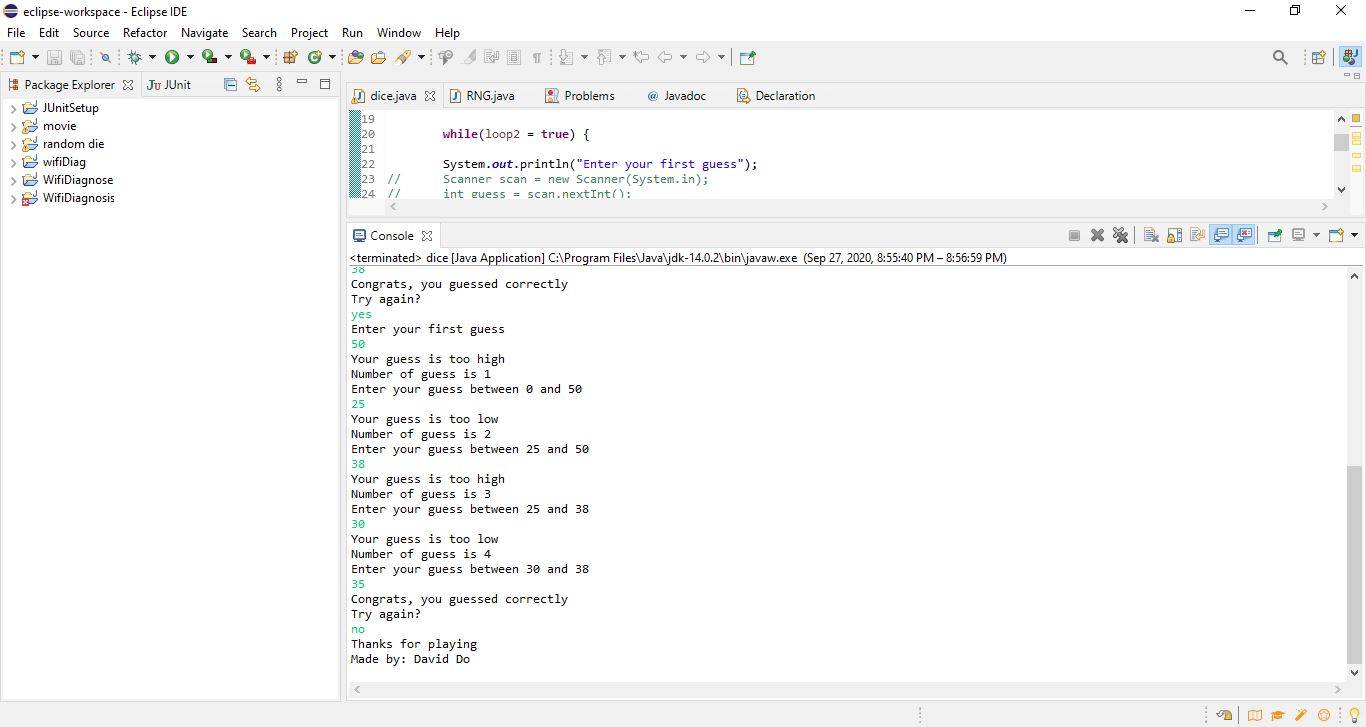 eclipse-workspace - Eclipse IDE
File Edit Source Refactor Navigate Search Project Run Window Help
Package Explorer JU JUnit
JUnitSetup
movie
random die
wifiDiag
WifiDiagnose
WifiDiagnosis
dice.java RNG.java Problems @ Javadoc Declaration
19
20 while(loop2 = true) {
21
22 System.out.println("Enter your first guess");
23 // Scanner scan = new Scanner(System.in);
24 // int guess = scan.nextInt();
Console
<terminated> dice [Java Application] C:\Program Files\Java\jdk-14.0.2\bin\javaw.exe (Sep 27, 2020, 8:55:40 PM – 8:56:59 PM)
38
Congrats, you guessed correctly
Try again?
yes
Enter your first guess
50
Your guess is too high
Number of guess is 1
Enter your guess between 0 and 50
25
Your guess is too low
Number of guess is 2
Enter your guess between 25 and 50
38
Your guess is too high
Number of guess is 3
Enter your guess between 25 and 38
30
Your guess is too low
Number of guess is 4
Enter your guess between 30 and 38
35
Congrats, you guessed correctly
Try again?
no
Thanks for playing
Made by: David Do